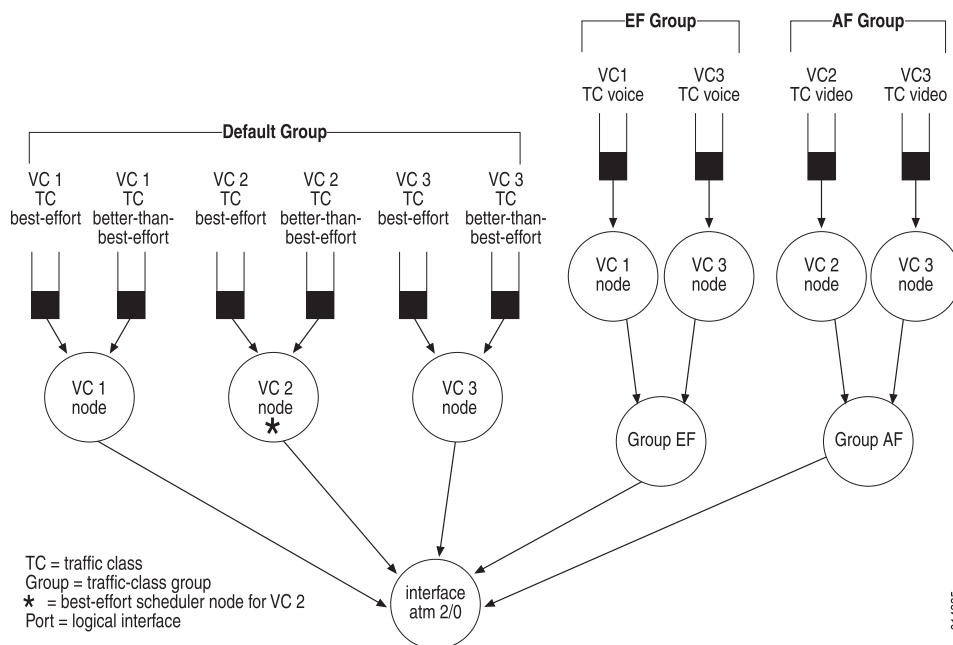 EF Group
AF Group
VC1
TC voice
VC3
TC voice
VC2
TC video
VC3
TC video
Default Group
VC 1
TC
best-effort
VC 1
TC
better-than-
best-effort
VC 2
TC
best-effort
VC 2
TC
better-than-
best-effort
VC 3
TC
best-effort
VC 3
TC
better-than-
best-effort
VC 1
node
VC 3
node
VC 2
node
VC 3
node
VC 1
node
VC 2
node
*
VC 3
node
Group EF
Group AF
interface
atm 2/0
TC = traffic class
Group = traffic-class group
* = best-effort scheduler node for VC 2
Port = logical interface